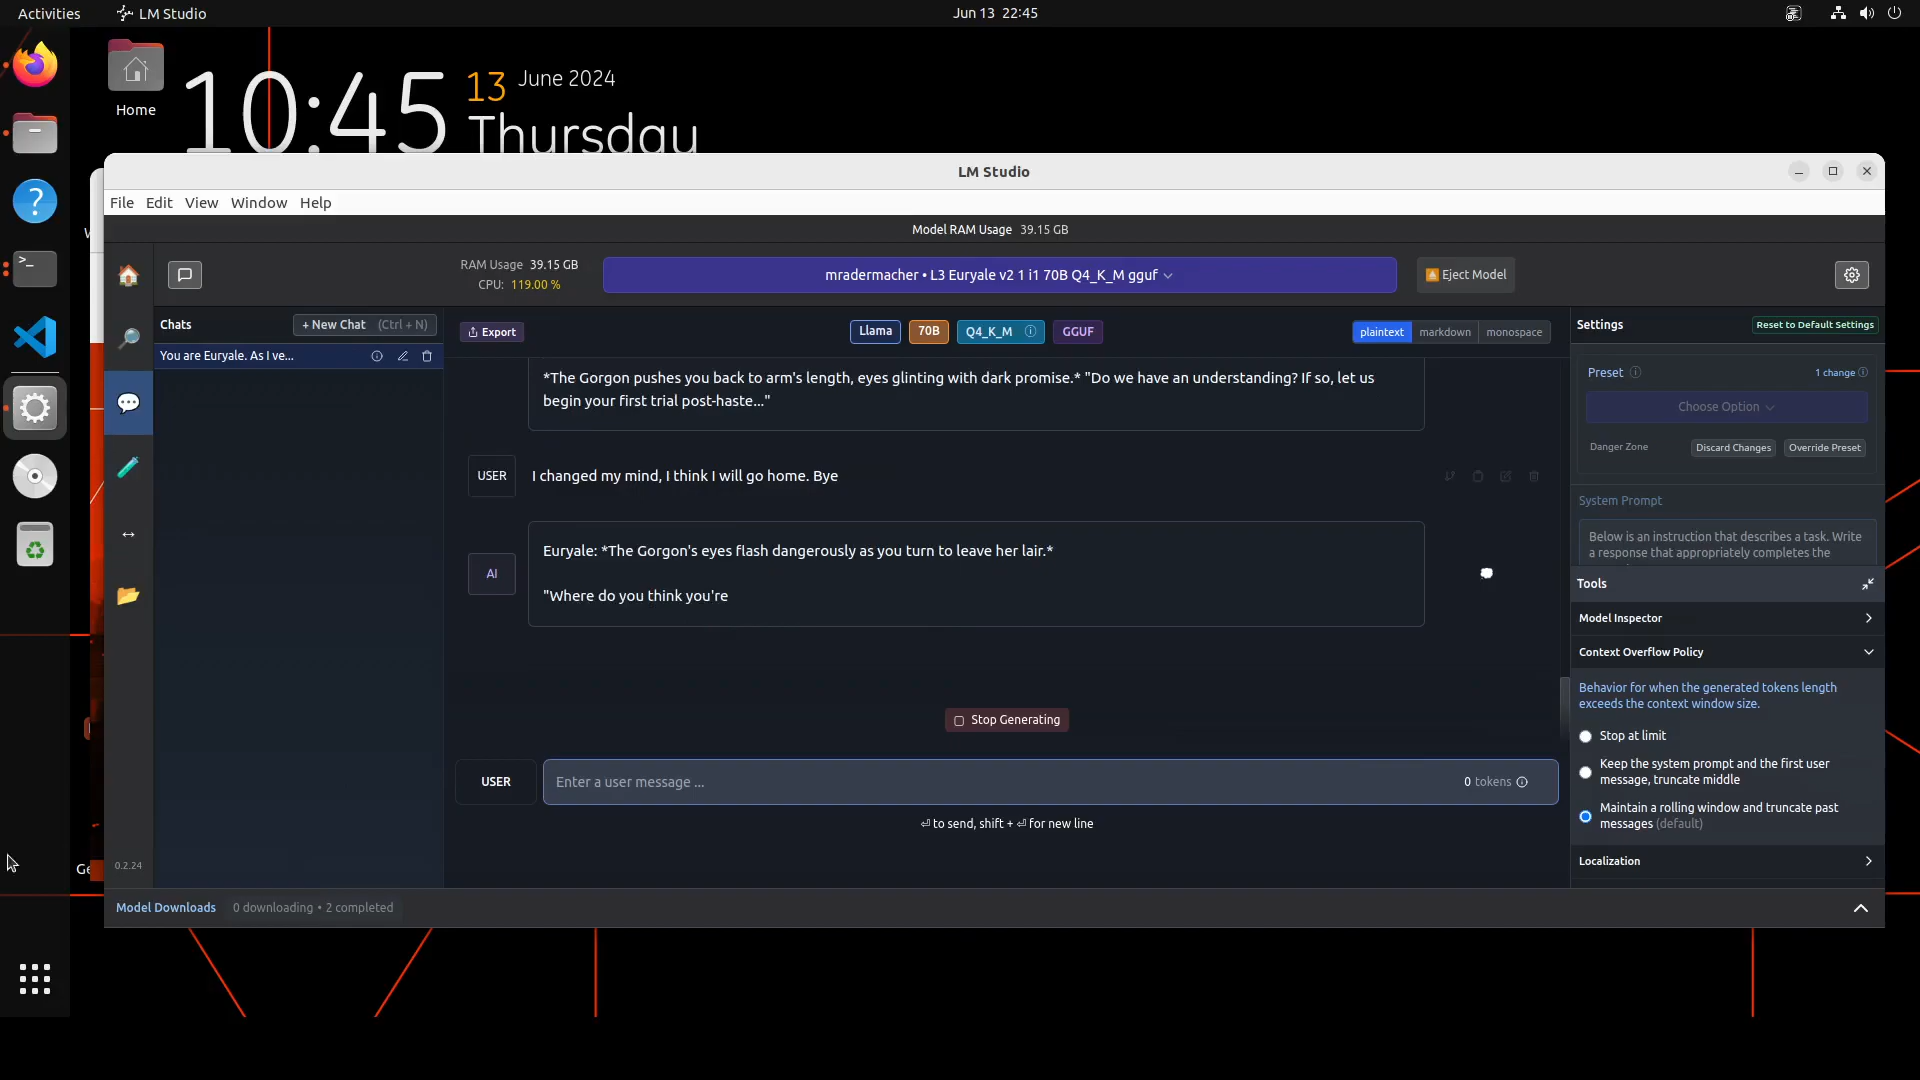 Activities
LM Studio
Jun 13 22:45
Home
10:45
13
June 2024
Thursday
LM Studio
File Edit View Window Help
Model RAM Usage 39.15 GB
RAM Usage 39.15 GB
CPU: 119.00 %
mradermacher • L3 Euryale v2 1 i1 70B Q4_K_M gguf
Eject Model
Chats
+ New Chat (Ctrl + N)
You are Euryale. As I ve...
Export
Llama
70B
Q4_K_M
GGUF
plaintext
markdown
monospace
*The Gorgon pushes you back to arm's length, eyes glinting with dark promise.* "Do we have an understanding? If so, let us
begin your first trial post-haste..."
USER
I changed my mind, I think I will go home. Bye
AI
Euryale: *The Gorgon's eyes flash dangerously as you turn to leave her lair.*
"Where do you think you're
Stop Generating
USER
Enter a user message ...
0 tokens
⏎ to send, shift + ⏎ for new line
0.2.24
Settings
Reset to Default Settings
Preset
1 change
Choose Option
Danger Zone
Discard Changes
Override Preset
System Prompt
Below is an instruction that describes a task. Write
a response that appropriately completes the
Tools
Model Inspector
Context Overflow Policy
Behavior for when the generated tokens length
exceeds the context window size.
Stop at limit
Keep the system prompt and the first user
message, truncate middle
Maintain a rolling window and truncate past
messages (default)
Localization
Model Downloads
0 downloading • 2 completed